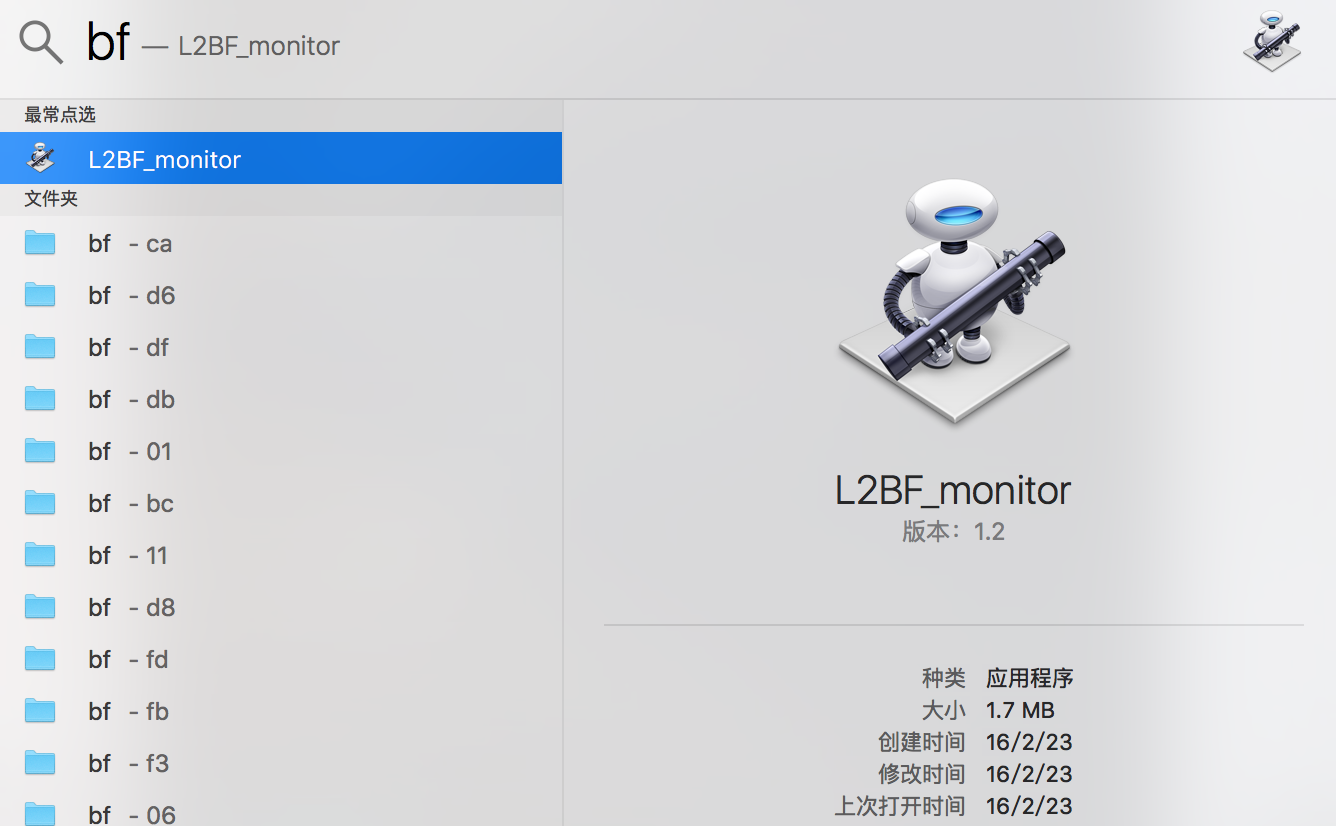 bf — L2BF_monitor
最常点选
L2BF_monitor
文件夹
bf - ca
bf - d6
bf - df
bf - db
bf - 01
bf - bc
bf - 11
bf - d8
bf - fd
bf - fb
bf - f3
bf - 06
L2BF_monitor
版本：1.2
种类 应用程序
大小 1.7 MB
创建时间 16/2/23
修改时间 16/2/23
上次打开时间 16/2/23